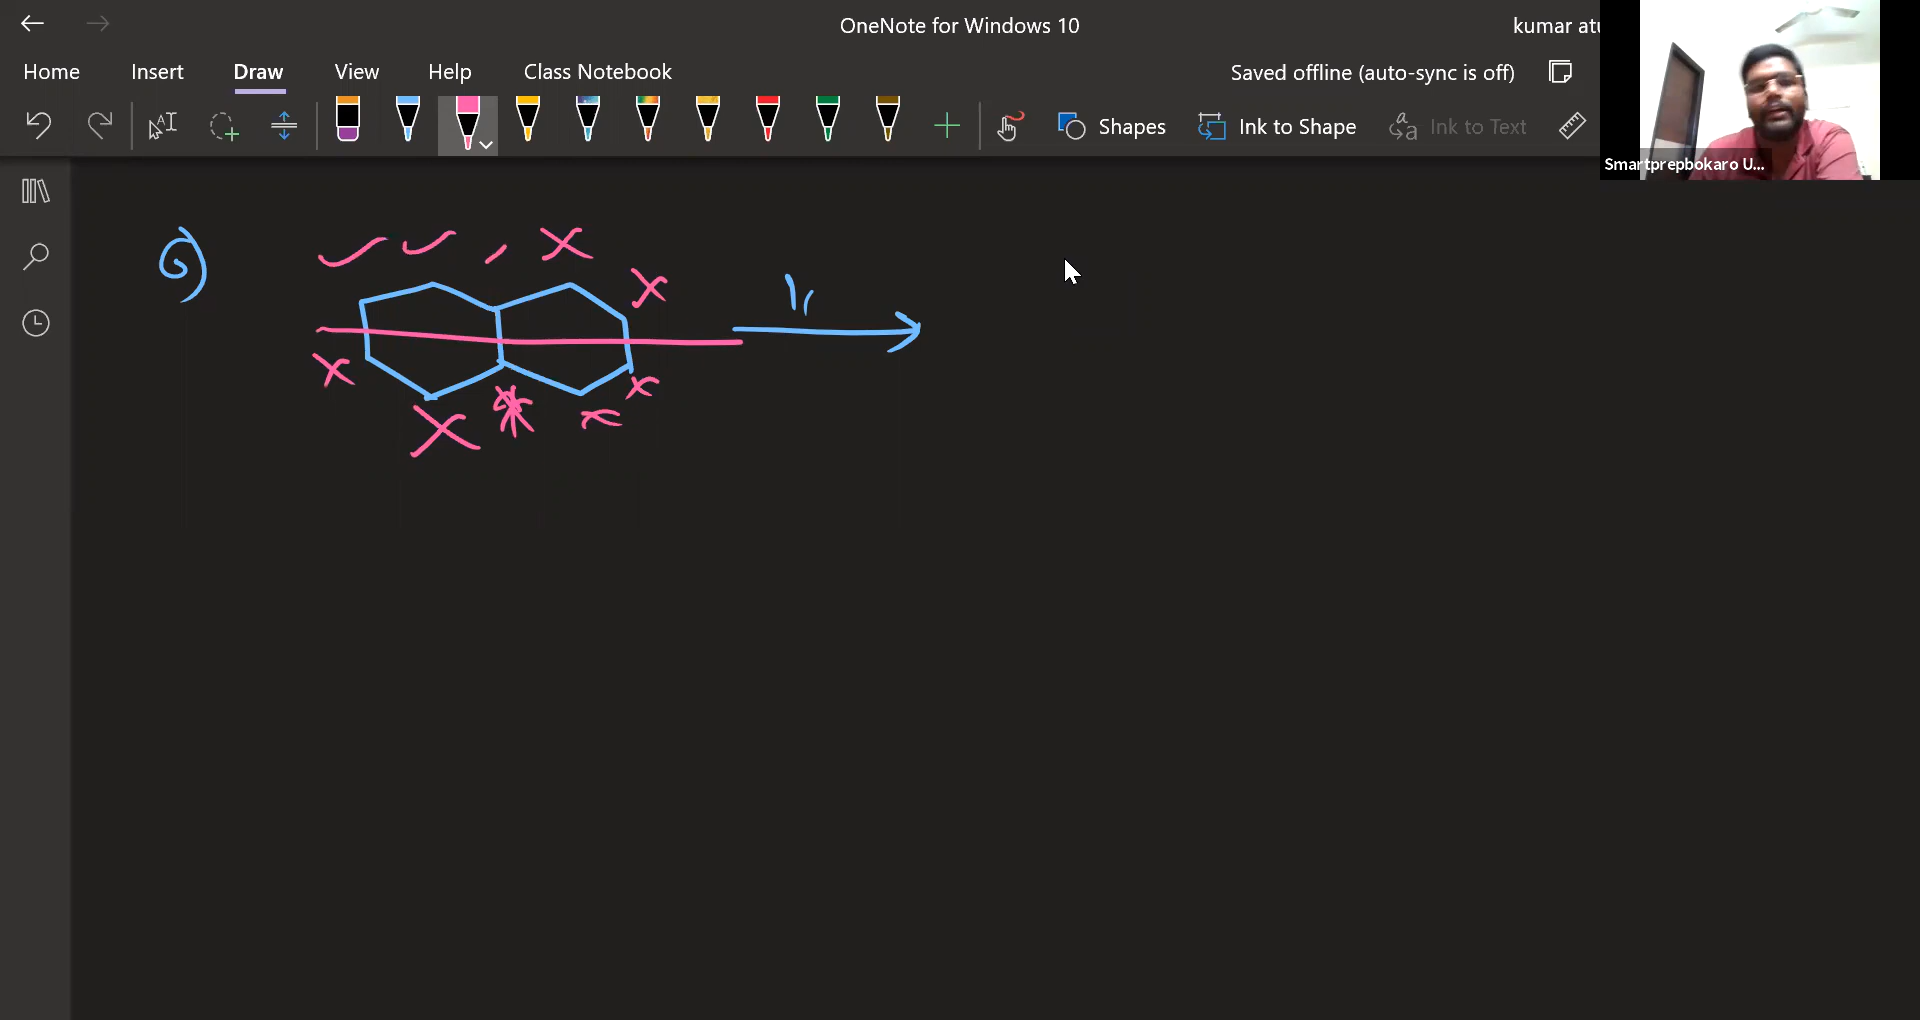 OneNote for Windows 10
kumar atu
Home Insert Draw View Help Class Notebook
Saved offline (auto-sync is off)
Shapes Ink to Shape Ink to Text
Smartprepbokaro U...